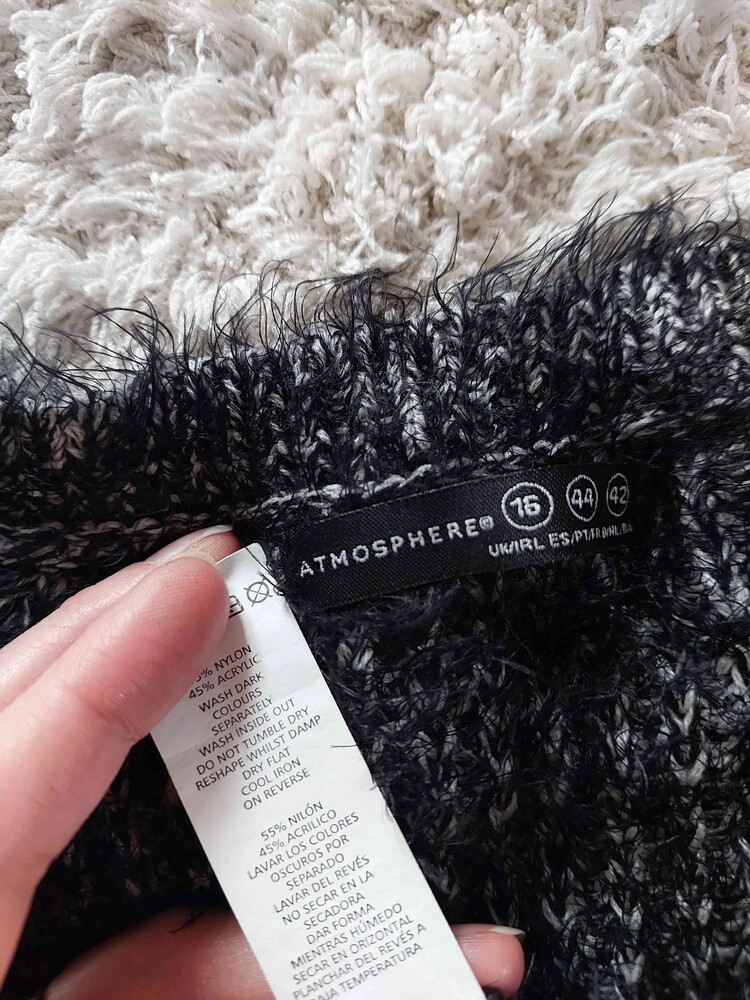 ATMOSPHERE®
16 44 42
UK/IRL ES/PT/FR D/NL/BA
% NYLON
45% ACRYLIC
WASH DARK
COLOURS
SEPARATELY
WASH INSIDE OUT
DO NOT TUMBLE DRY
RESHAPE WHILST DAMP
DRY FLAT
COOL IRON
ON REVERSE
55% NILÓN
45% ACRILICO
LAVAR LOS COLORES
OSCUROS POR
SEPARADO
LAVAR DEL REVÉS
NO SECAR EN LA
SECADORA
DAR FORMA
MIENTRAS HÚMEDO
SECAR EN ORIZONTAL
PLANCHAR DEL REVÉS A
BAJA TEMPERATURA